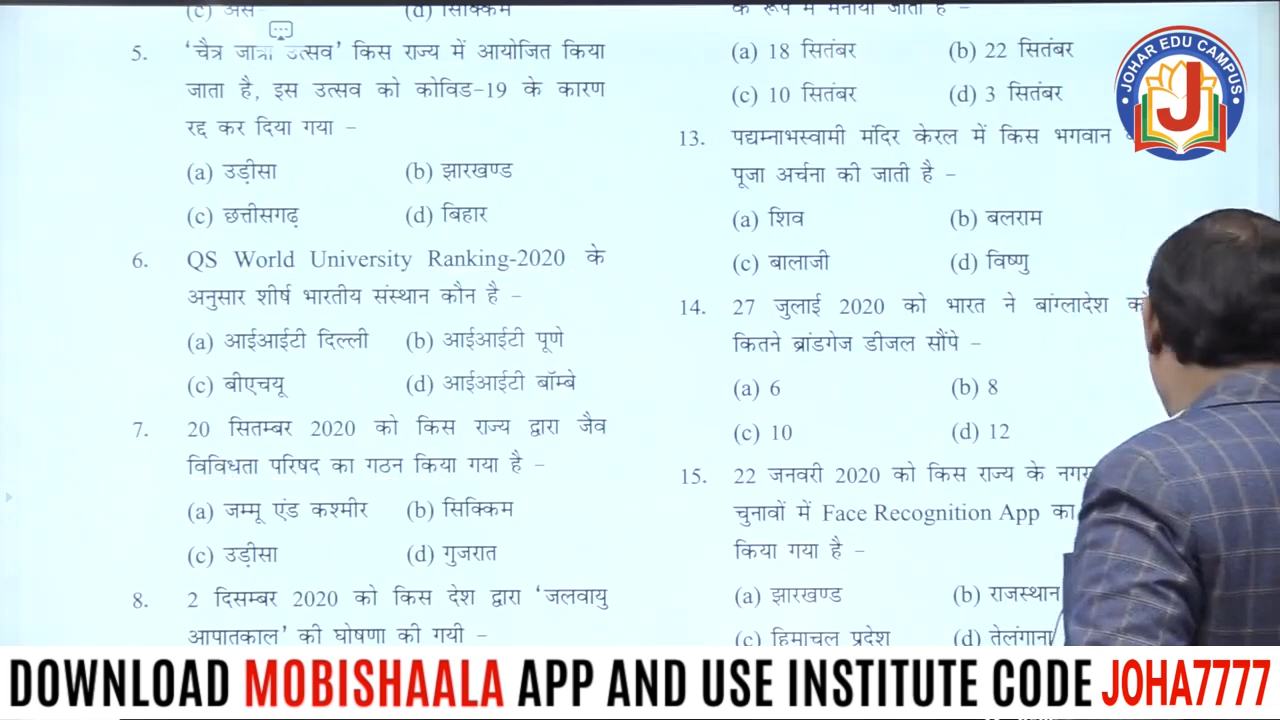 (c) असं (d) सिक्किम
5. ‘चैत्र जात्रा उत्सव’ किस राज्य में आयोजित किया
जाता है, इस उत्सव को कोविड-19 के कारण
रद्द कर दिया गया –
(a) उड़ीसा (b) झारखण्ड
(c) छत्तीसगढ़ (d) बिहार
6. QS World University Ranking-2020 के
अनुसार शीर्ष भारतीय संस्थान कौन है –
(a) आईआईटी दिल्ली (b) आईआईटी पूणे
(c) बीएचयू (d) आईआईटी बॉम्बे
7. 20 सितम्बर 2020 को किस राज्य द्वारा जैव
विविधता परिषद का गठन किया गया है –
(a) जम्मू एंड कश्मीर (b) सिक्किम
(c) उड़ीसा (d) गुजरात
8. 2 दिसम्बर 2020 को किस देश द्वारा ‘जलवायु
आपातकाल’ की घोषणा की गयी –
के रूप में मनाया जाता है –
(a) 18 सितंबर (b) 22 सितंबर
(c) 10 सितंबर (d) 3 सितंबर
13. पद्यम्नाभस्वामी मंदिर केरल में किस भगवान
पूजा अर्चना की जाती है –
(a) शिव (b) बलराम
(c) बालाजी (d) विष्णु
14. 27 जुलाई 2020 को भारत ने बांग्लादेश को
कितने ब्रांडगेज डीजल सौंपे –
(a) 6 (b) 8
(c) 10 (d) 12
15. 22 जनवरी 2020 को किस राज्य के
चुनावों में Face Recognition App का
किया गया है –
(a) झारखण्ड (b) राजस्थान
(c) हिमाचल प्रदेश (d) तेलंगाना
JOHAR EDU CAMPUS
J
DOWNLOAD MOBISHAALA APP AND USE INSTITUTE CODE JOHA7777